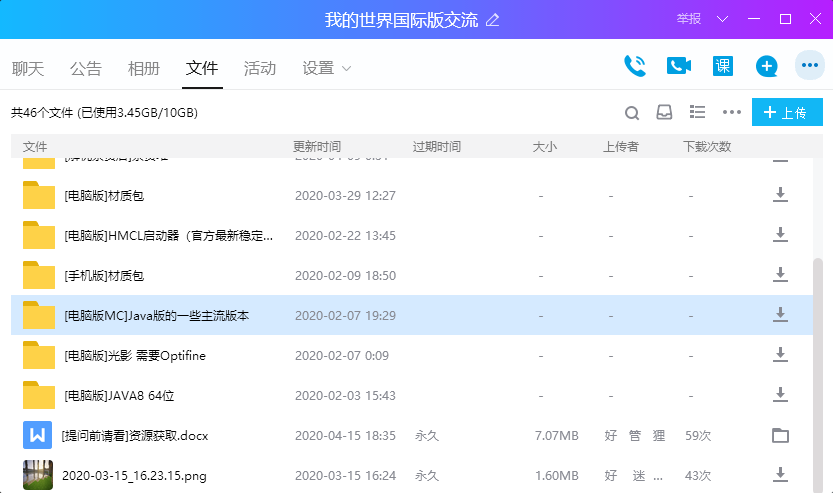 我的世界国际版交流 举报
聊天 公告 相册 文件 活动 设置 课
共46个文件 (已使用3.45GB/10GB) 上传
文件 更新时间 过期时间 大小 上传者 下载次数
[电脑版]材质包 2020-03-29 12:27 - - -
[电脑版]HMCL启动器（官方最新稳定... 2020-02-22 13:45 - - -
[手机版]材质包 2020-02-09 18:50 - - -
[电脑版MC]Java版的一些主流版本 2020-02-07 19:29 - - -
[电脑版]光影 需要Optifine 2020-02-07 0:09 - - -
[电脑版]JAVA8 64位 2020-02-03 15:43 - - -
W [提问前请看]资源获取.docx 2020-04-15 18:35 永久 7.07MB 好 管 狸 59次
2020-03-15_16.23.15.png 2020-03-15 16:24 永久 1.60MB 好 迷 ... 43次